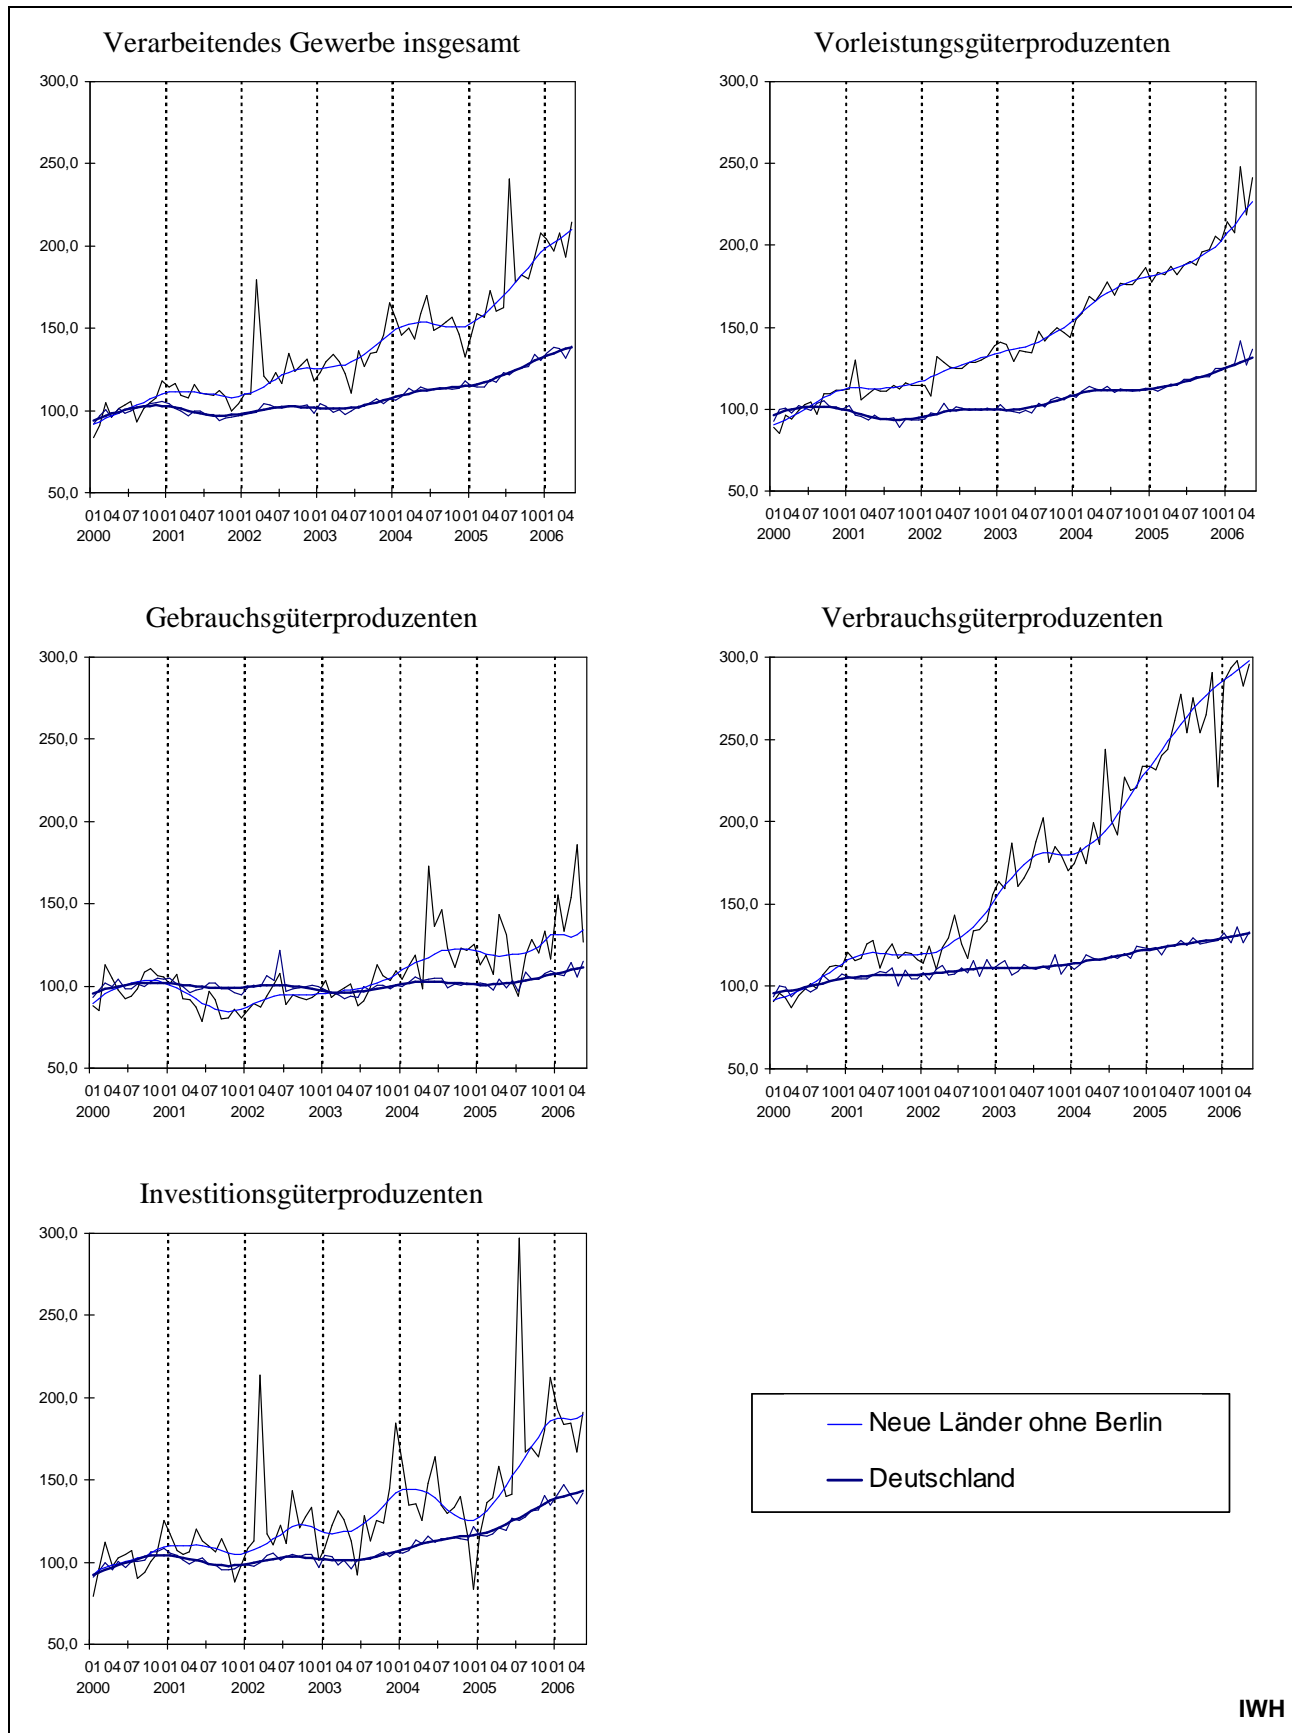 Verarbeitendes Gewerbe insgesamt
300,0
250,0
200,0
150,0
100,0
50,0
01 04 07 10 01 04 07 10 01 04 07 10 01 04 07 10 01 04 07 10 01 04 07 10 01 04
2000 2001 2002 2003 2004 2005 2006
Vorleistungsgüterproduzenten
300,0
250,0
200,0
150,0
100,0
50,0
01 04 07 10 01 04 07 10 01 04 07 10 01 04 07 10 01 04 07 10 01 04 07 10 01 04
2000 2001 2002 2003 2004 2005 2006
Gebrauchsgüterproduzenten
300,0
250,0
200,0
150,0
100,0
50,0
01 04 07 10 01 04 07 10 01 04 07 10 01 04 07 10 01 04 07 10 01 04 07 10 01 04
2000 2001 2002 2003 2004 2005 2006
Verbrauchsgüterproduzenten
300,0
250,0
200,0
150,0
100,0
50,0
01 04 07 10 01 04 07 10 01 04 07 10 01 04 07 10 01 04 07 10 01 04 07 10 01 04
2000 2001 2002 2003 2004 2005 2006
Investitionsgüterproduzenten
300,0
250,0
200,0
150,0
100,0
50,0
01 04 07 10 01 04 07 10 01 04 07 10 01 04 07 10 01 04 07 10 01 04 07 10 01 04
2000 2001 2002 2003 2004 2005 2006
Neue Länder ohne Berlin
Deutschland
IWH